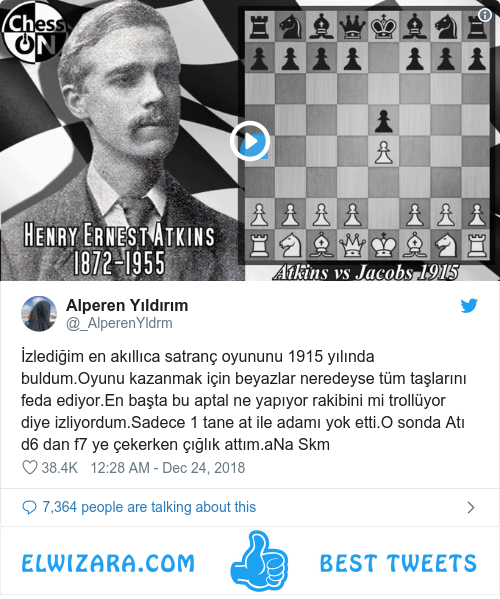 Chess
ON
HENRY ERNEST ATKINS
1872-1955
Atkins vs Jacobs 1915
Alperen Yıldırım
@_AlperenYldrm
İzlediğim en akıllıca satranç oyununu 1915 yılında
buldum.Oyunu kazanmak için beyazlar neredeyse tüm taşlarını
feda ediyor.En başta bu aptal ne yapıyor rakibini mi trollüyor
diye izliyordum.Sadece 1 tane at ile adamı yok etti.O sonda Atı
d6 dan f7 ye çekerken çığlık attım.aNa Skm
38.4K 12:28 AM - Dec 24, 2018
7,364 people are talking about this
ELWIZARA.COM BEST TWEETS